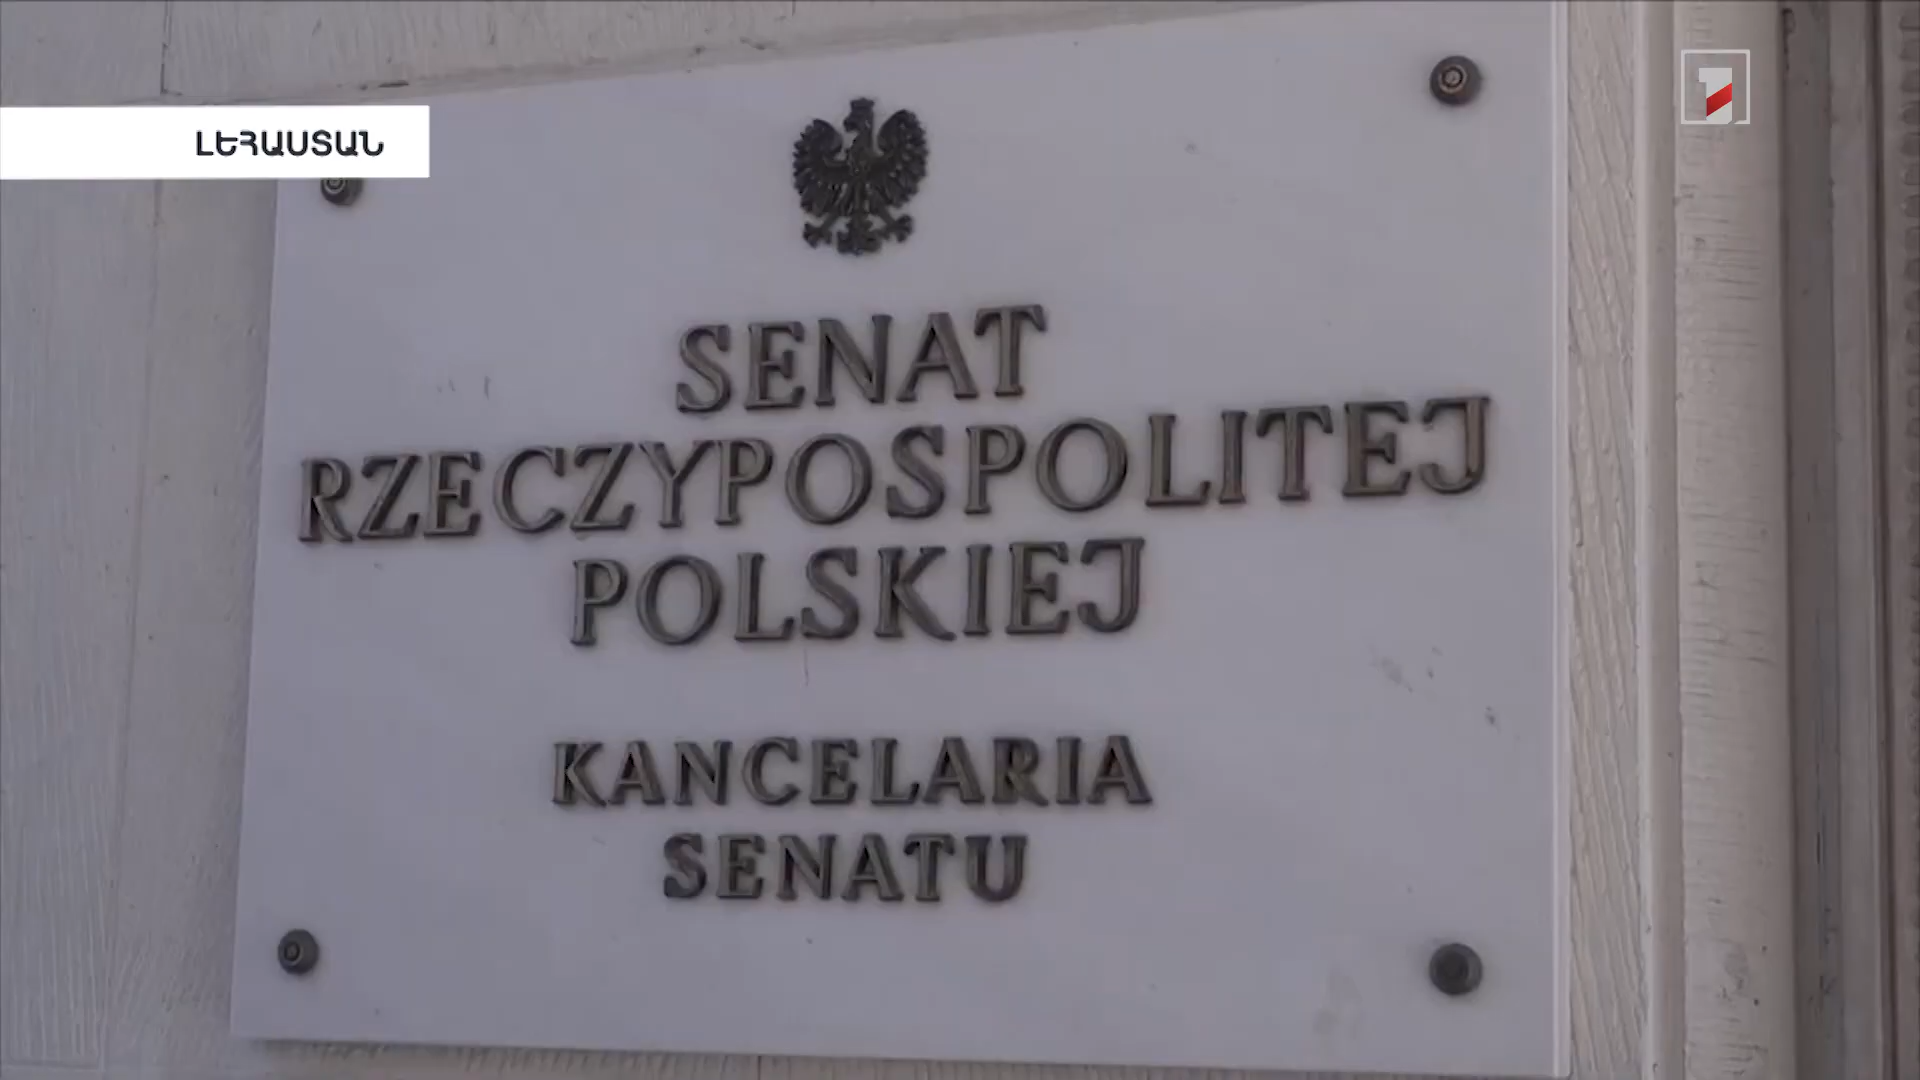 ԼԵՀԱՍՏԱՆ
SENAT
RZECZYPOSPOLITEJ
POLSKIEJ
KANCELARIA
SENATU